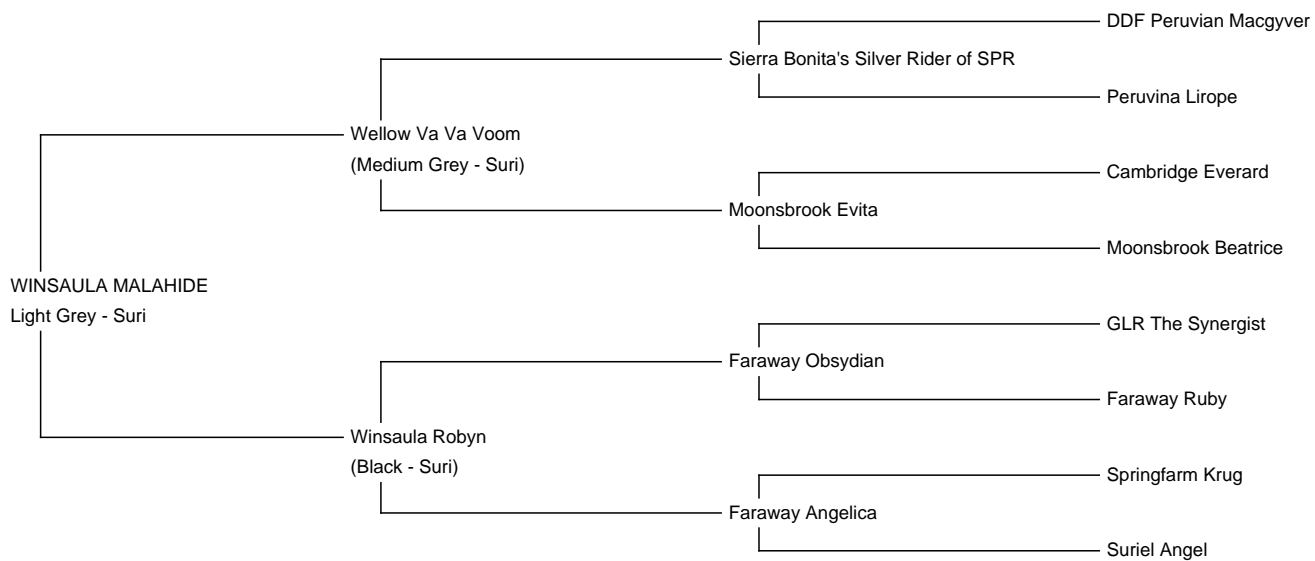 DDF Peruvian Macgyver
Sierra Bonita's Silver Rider of SPR
Peruvina Lirope
Wellow Va Va Voom
(Medium Grey - Suri)
Cambridge Everard
Moonsbrook Evita
Moonsbrook Beatrice
WINSAULA MALAHIDE
Light Grey - Suri
GLR The Synergist
Faraway Obsydian
Faraway Ruby
Winsaula Robyn
(Black - Suri)
Springfarm Krug
Faraway Angelica
Suriel Angel